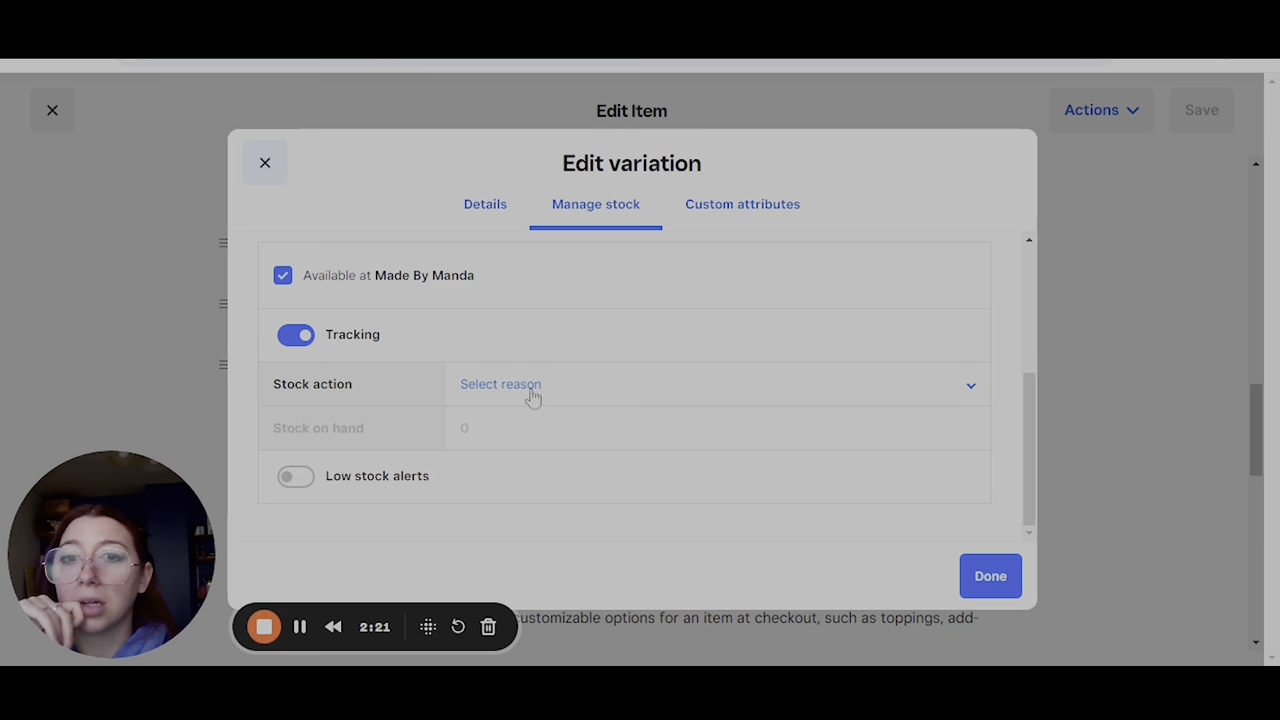 Edit Item
Actions
Save
Edit variation
Details
Manage stock
Custom attributes
Available at Made By Manda
Tracking
Stock action
Select reason
Stock on hand
0
Low stock alerts
Done
2:21
customizable options for an item at checkout, such as toppings, add-